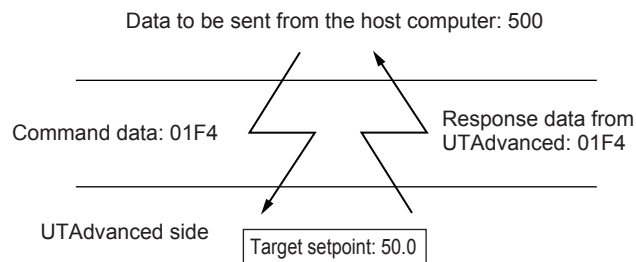 Data to be sent from the host computer: 500
Command data: 01F4
Response data from
UTAdvanced: 01F4
UTAdvanced side
Target setpoint: 50.0